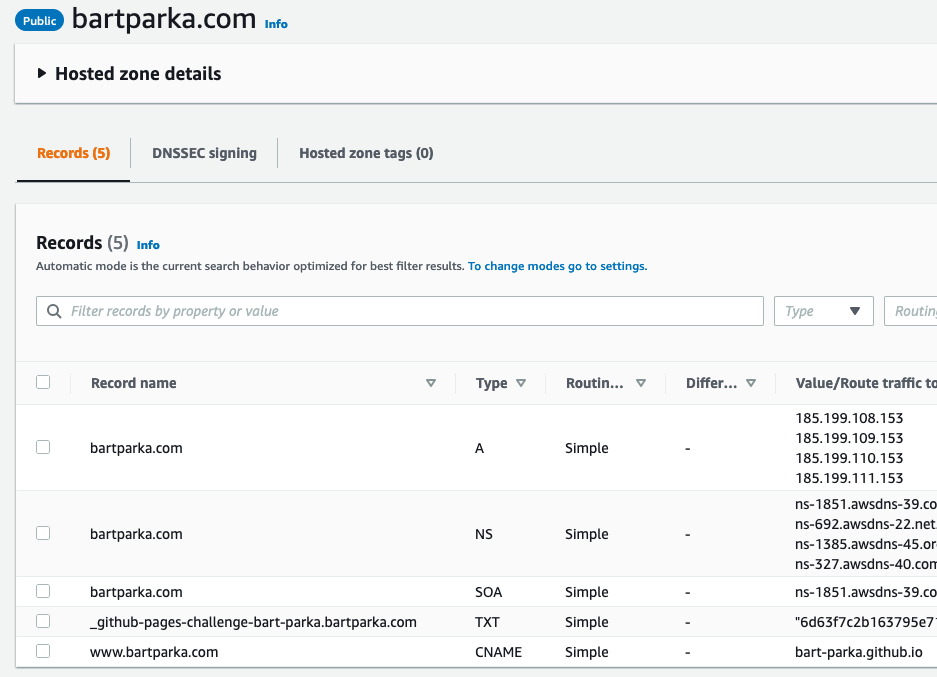 Public bartparka.com Info
Hosted zone details
Records (5) DNSSEC signing Hosted zone tags (0)
Records (5) Info
Automatic mode is the current search behavior optimized for best filter results. To change modes go to settings.
Filter records by property or value Type Routing
Record name Type Routin... Differ... Value/Route traffic to
bartparka.com A Simple - 185.199.108.153
185.199.109.153
185.199.110.153
185.199.111.153
bartparka.com NS Simple - ns-1851.awsdns-39.co
ns-692.awsdns-22.net.
ns-1385.awsdns-45.or
ns-327.awsdns-40.com
bartparka.com SOA Simple - ns-1851.awsdns-39.co
_github-pages-challenge-bart-parka.bartparka.com TXT Simple - "6d63f7c2b163795e71
www.bartparka.com CNAME Simple - bart-parka.github.io